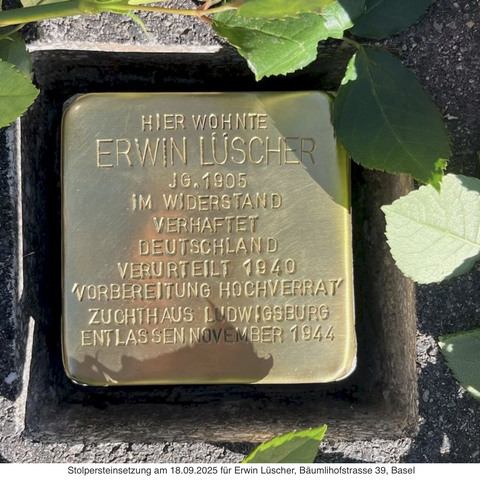 HIER WOHNTE
ERWIN LÜSCHER
JG. 1905
IM WIDERSTAND
VERHAFTET
DEUTSCHLAND
VERURTEILT 1940
'VORBEREITUNG HOCHVERRAT'
ZUCHTHAUS LUDWIGSBURG
ENTLASSEN NOVEMBER 1944
Stolpersteinsetzung am 18.09.2025 für Erwin Lüscher, Bäumlihofstrasse 39, Basel